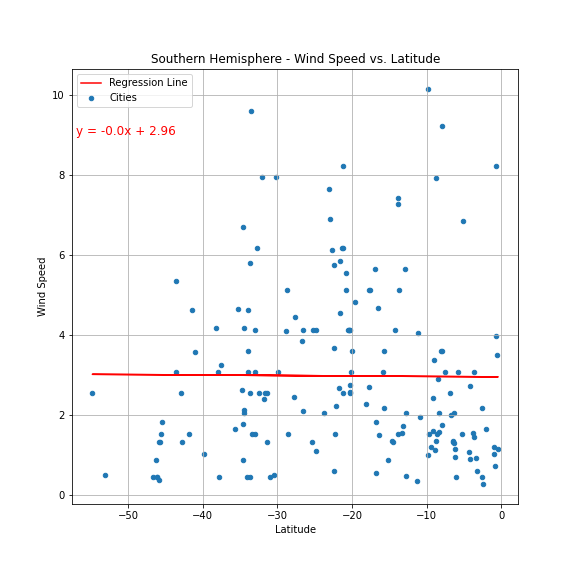 Southern Hemisphere - Wind Speed vs. Latitude
Regression Line
Cities
y = -0.0x + 2.96
Wind Speed
10
8
6
4
2
0
−50
−40
−30
−20
−10
0
Latitude